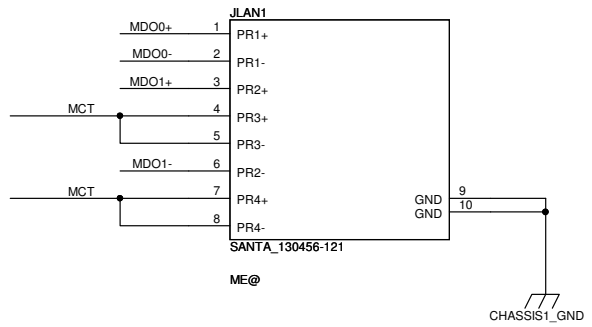 JLAN1
MDO0+ 1 PR1+
MDO0- 2 PR1-
MDO1+ 3 PR2+
MCT 4 PR3+
5 PR3-
MDO1- 6 PR2-
MCT 7 PR4+ GND 9
8 PR4- GND 10
SANTA_130456-121
ME@
CHASSIS1_GND